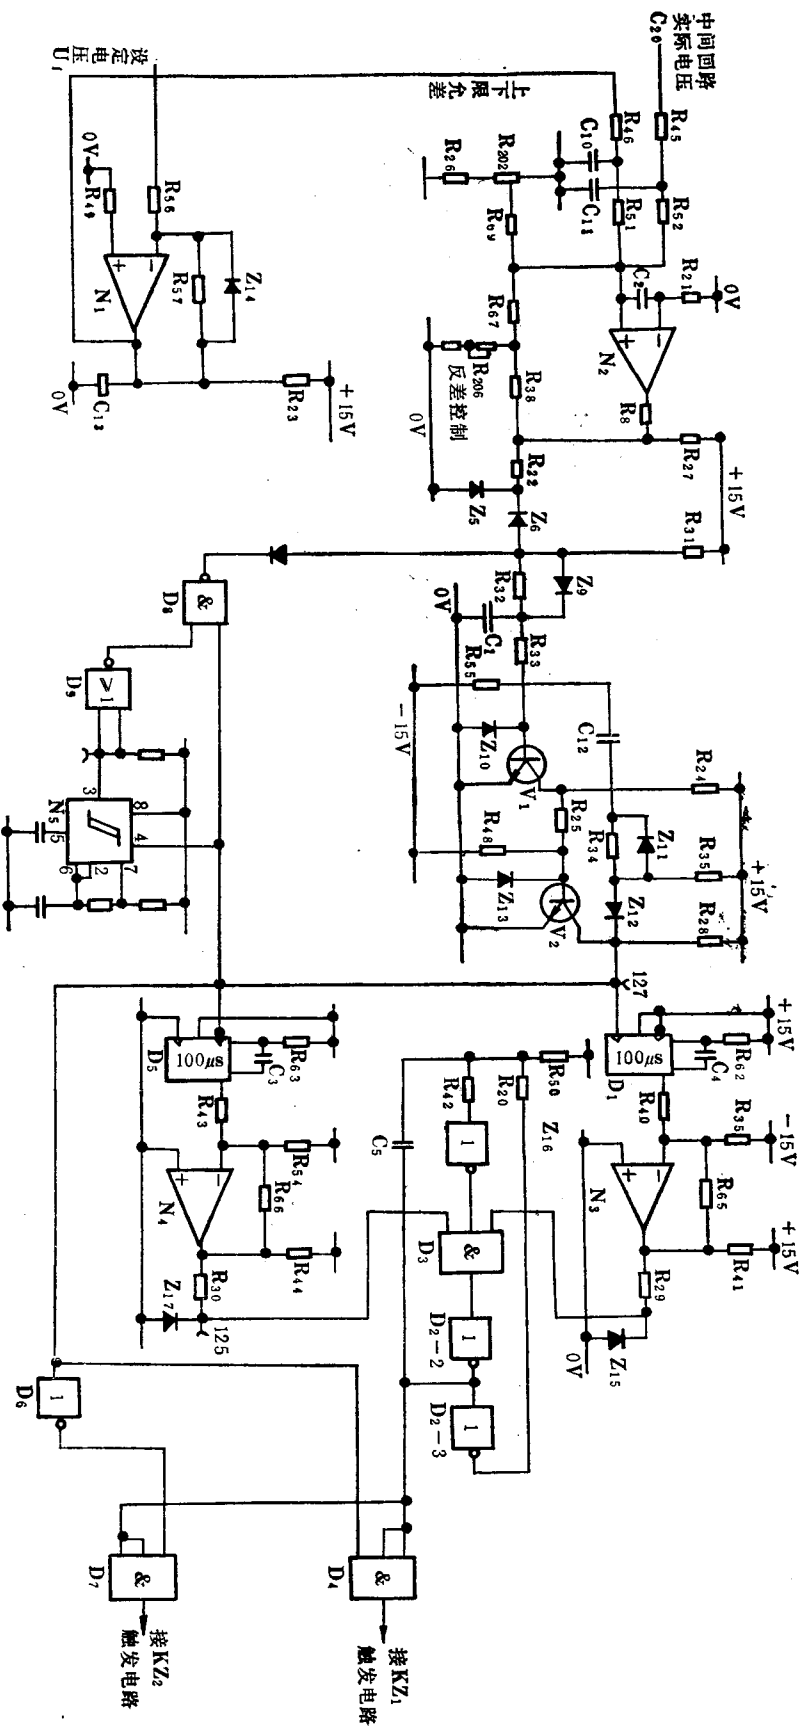 中间回路
实际电压
C₂₀
R₄₅
R₅₂
R₄₆
R₅₁
C₁₀
C₁₁
上下
限允
差
R₂₀₂
R₂₆
R₆₉
R₆₇
R₂₀₆
反差控制
0V
R₃₈
C₂
R₂₁
0V
N₂
+
−
R₈
R₂₇
+15V
R₂₂
Z₅
Z₆
R₃₁
设定
电压
U₁
R₅₆
0V
R₄₉
N₁
+
−
R₅₇
Z₁₄
C₁₃
0V
R₂₃
+15V
Z₉
R₃₂
0V
C₁
R₃₃
R₅₅
−15V
Z₁₀
V₁
C₁₂
R₂₄
R₂₅
R₄₈
Z₁₃
V₂
Z₁₁
R₃₄
Z₁₂
R₃₅
+15V
R₂₈
127
D₈
&
D₉
≥1
N₅
3
8
4
5
6
2
7
100μs
D₅
R₆₃
C₃
R₄₃
R₅₄
R₆₆
N₄
+
−
R₄₄
R₃₀
Z₁₇
125
+15V
100μs
D₁
R₆₂
C₄
R₄₀
−15V
R₃₅
R₆₅
N₃
+
−
+15V
R₄₁
R₂₉
Z₁₅
0V
R₅₀
R₂₀
R₄₂
C₅
Z₁₆
1
D₃
&
D₂₋₂
1
D₂₋₃
1
D₆
1
D₇
&
D₄
&
接KZ₁
触发电路
接KZ₂
触发电路